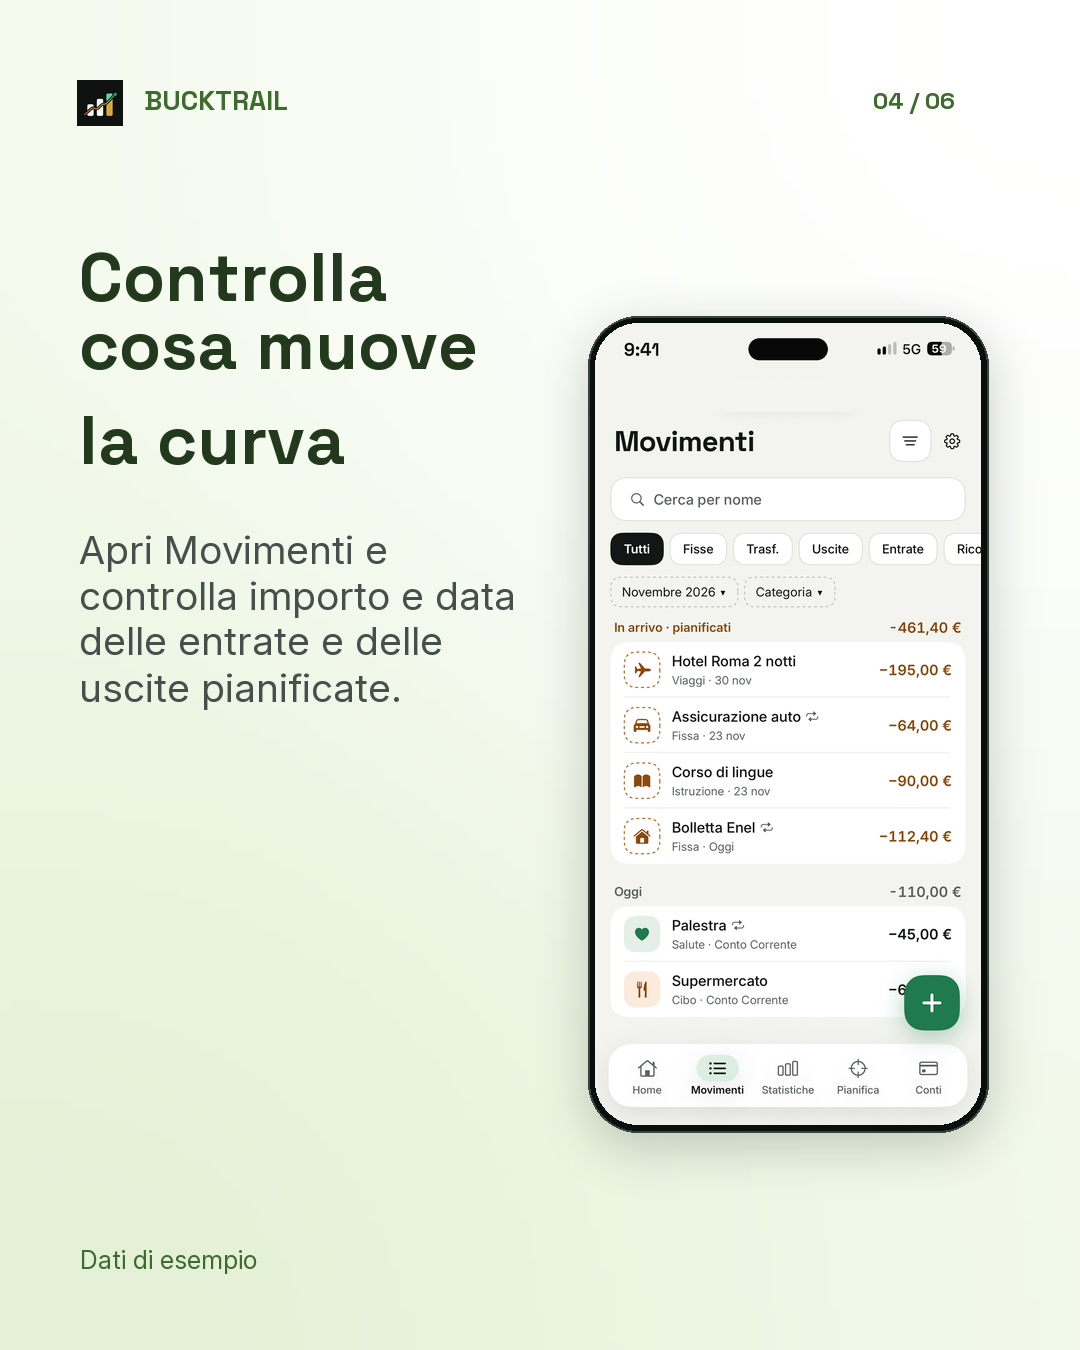 BUCKTRAIL
04 / 06
Controlla
cosa muove
la curva
Apri Movimenti e
controlla importo e data
delle entrate e delle
uscite pianificate.
9:41
5G
59
Movimenti
Cerca per nome
Tutti Fisse Trasf. Uscite Entrate
Novembre 2026 ▾ Categoria ▾
In arrivo · pianificati -461,40 €
Hotel Roma 2 notti
Viaggi · 30 nov
−195,00 €
Assicurazione auto
Fissa · 23 nov
−64,00 €
Corso di lingue
Istruzione · 23 nov
−90,00 €
Bolletta Enel
Fissa · Oggi
−112,40 €
Oggi -110,00 €
Palestra
Salute · Conto Corrente
−45,00 €
Supermercato
Cibo · Conto Corrente
Home Movimenti Statistiche Pianifica Conti
Dati di esempio